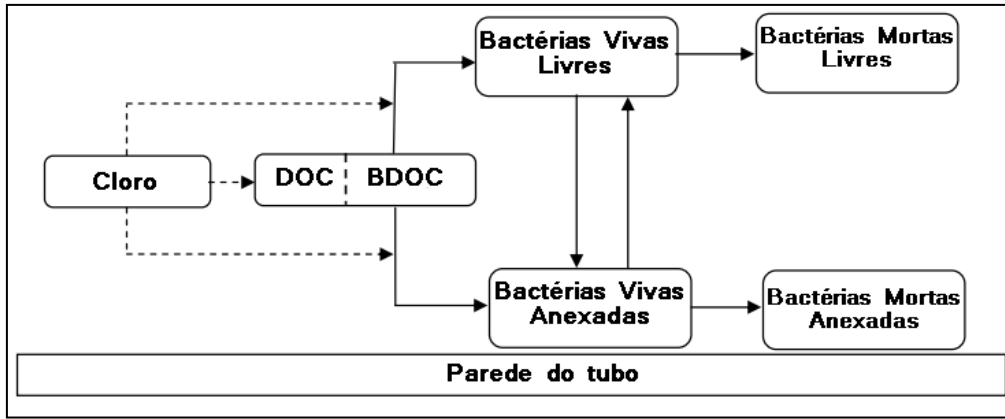 Bactérias Vivas
Livres
Bactérias Mortas
Livres
Cloro
DOC
BDOC
Bactérias Vivas
Anexadas
Bactérias Mortas
Anexadas
Parede do tubo